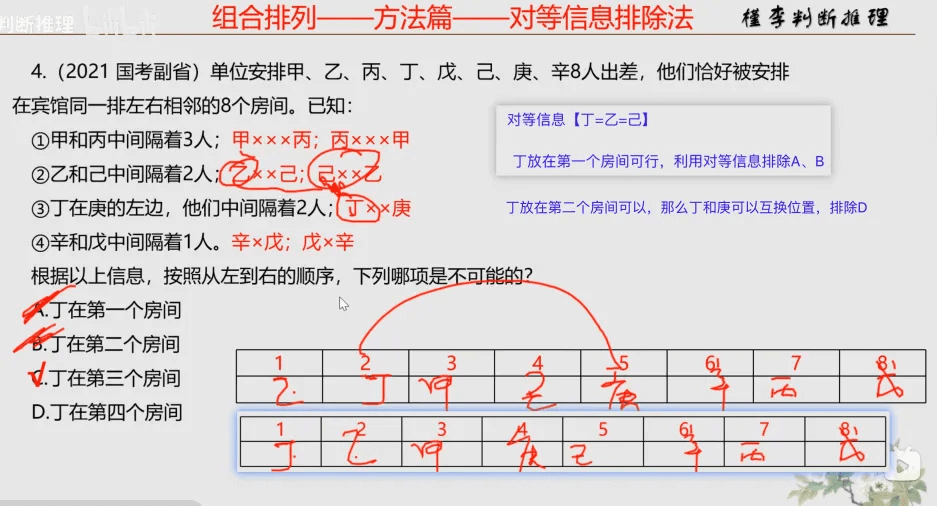 组合排列——方法篇——对等信息排除法
判断推理
槿李判断推理
4.（2021 国考副省）单位安排甲、乙、丙、丁、戊、己、庚、辛8人出差，他们恰好被安排
在宾馆同一排左右相邻的8个房间。已知：
①甲和丙中间隔着3人；甲×××丙；丙×××甲
②乙和己中间隔着2人；乙××己；己××乙
③丁在庚的左边，他们中间隔着2人；丁××庚
④辛和戊中间隔着1人。辛×戊；戊×辛
根据以上信息，按照从左到右的顺序，下列哪项是不可能的？
A.丁在第一个房间
B.丁在第二个房间
C.丁在第三个房间
D.丁在第四个房间
对等信息【丁=乙=己】
丁放在第一个房间可行，利用对等信息排除A、B
丁放在第二个房间可以，那么丁和庚可以互换位置，排除D
1 2 3 4 5 6 7 8
乙 丁 甲 己 庚 辛 丙 戊
1 2 3 4 5 6 7 8
丁 乙 甲 庚 己 辛 丙 戊